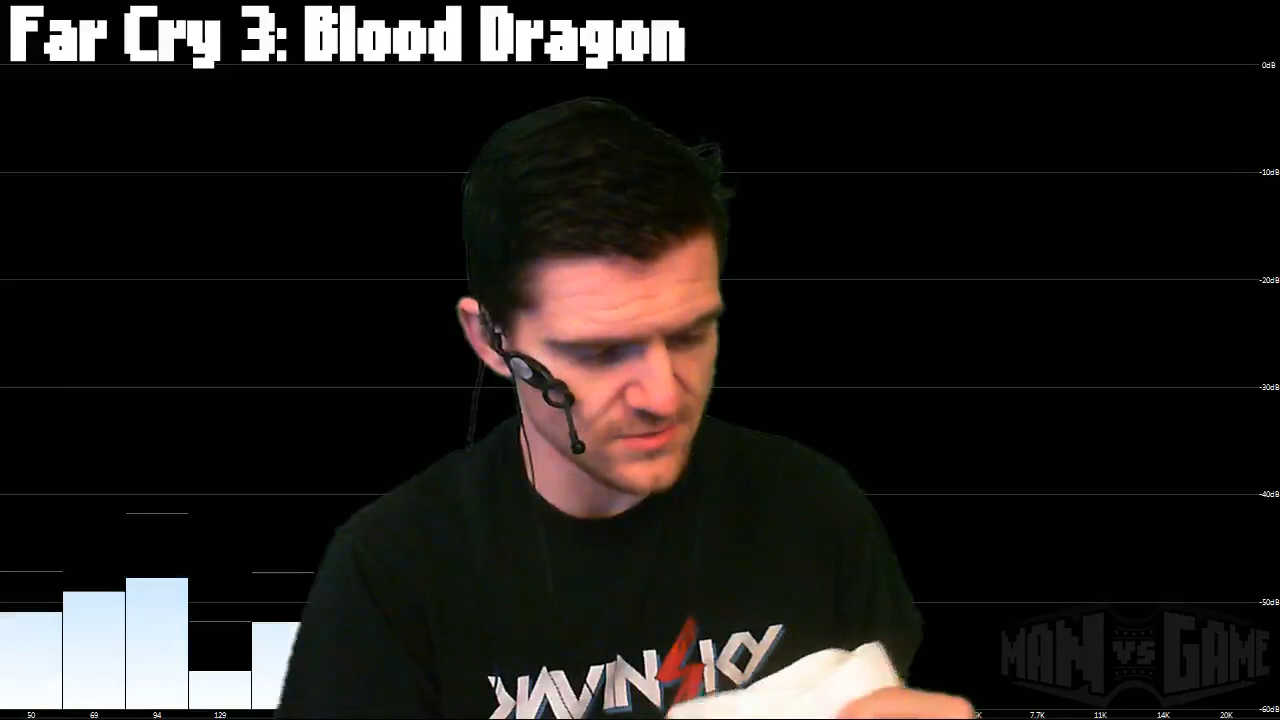 Far Cry 3: Blood Dragon
0dB
-10dB
-20dB
-30dB
-40dB
-50dB
KAVINSKY
MAN VS GAME
-60dB
50 69 94 129 7.7K 11K 14K 20K